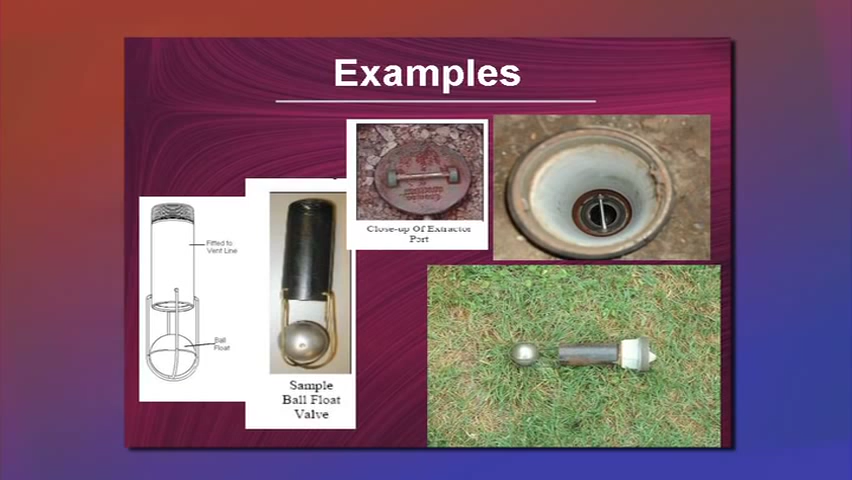 Examples
Fitted to
Vent Line
Ball
Float
Sample
Ball Float
Valve
Close-up Of Extractor
Port